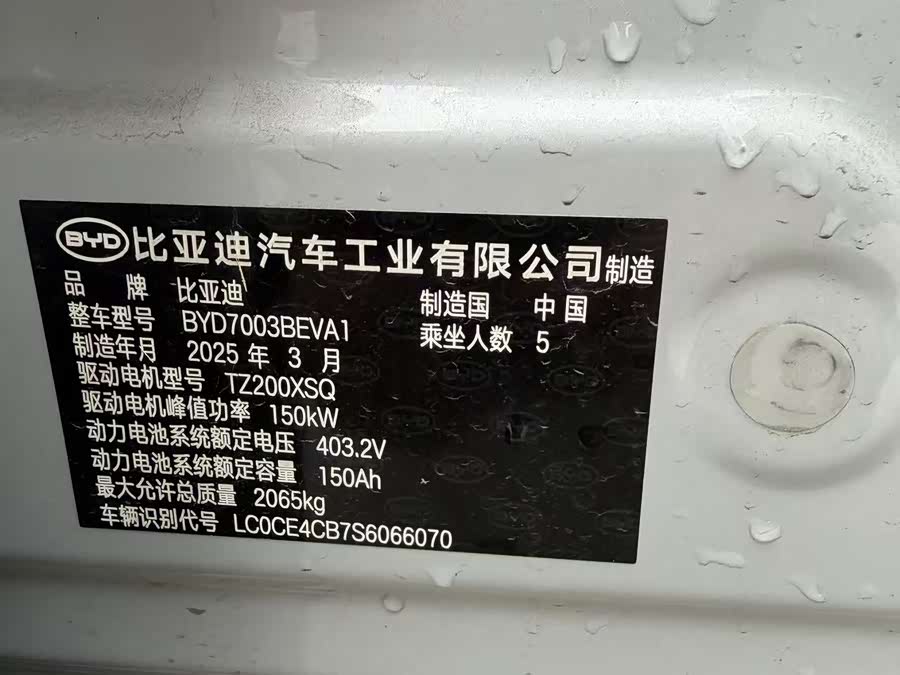 BYD 比亚迪汽车工业有限公司制造
品牌 比亚迪 制造国 中国
整车型号 BYD7003BEVA1 乘坐人数 5
制造年月 2025年3月
驱动电机型号 TZ200XSQ
驱动电机峰值功率 150kW
动力电池系统额定电压 403.2V
动力电池系统额定容量 150Ah
最大允许总质量 2065kg
车辆识别代号 LC0CE4CB7S6066070